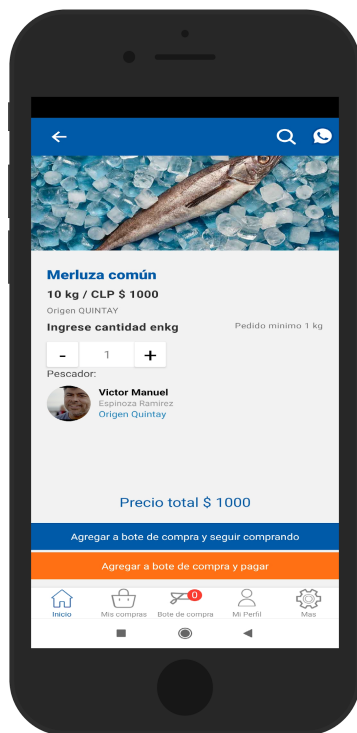 Merluza común
10 kg / CLP $ 1000
Origen QUINTAY
Ingrese cantidad enkg Pedido minimo 1 kg
- 1 +
Pescador:
Victor Manuel
Espinoza Ramirez
Origen Quintay
Precio total $ 1000
Agregar a bote de compra y seguir comprando
Agregar a bote de compra y pagar
0
Inicio Mis compras Bote de compra Mi Perfil Mas